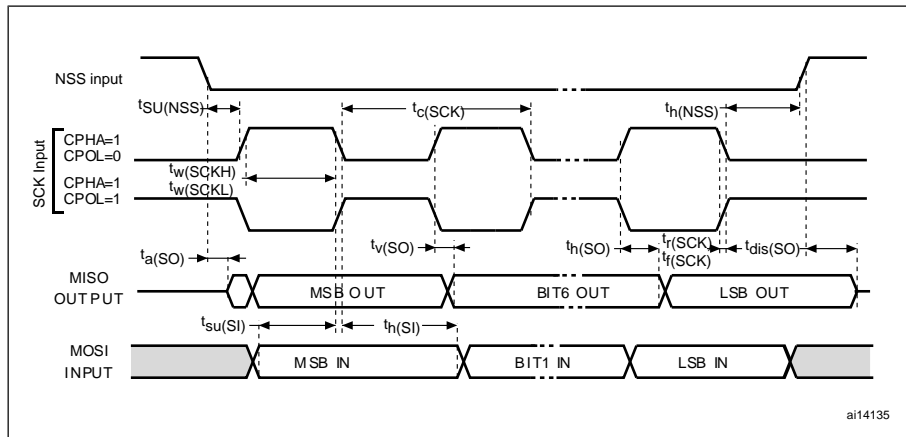 NSS input
tSU(NSS)
tc(SCK)
th(NSS)
SCK Input
CPHA=1
CPOL=0
tw(SCKH)
CPHA=1
tw(SCKL)
CPOL=1
ta(SO)
tv(SO)
th(SO)
tr(SCK)
tf(SCK)
tdis(SO)
MISO
OUTPUT
MSB OUT
BIT6 OUT
LSB OUT
tsu(SI)
th(SI)
MOSI
INPUT
MSB IN
BIT1 IN
LSB IN
ai14135